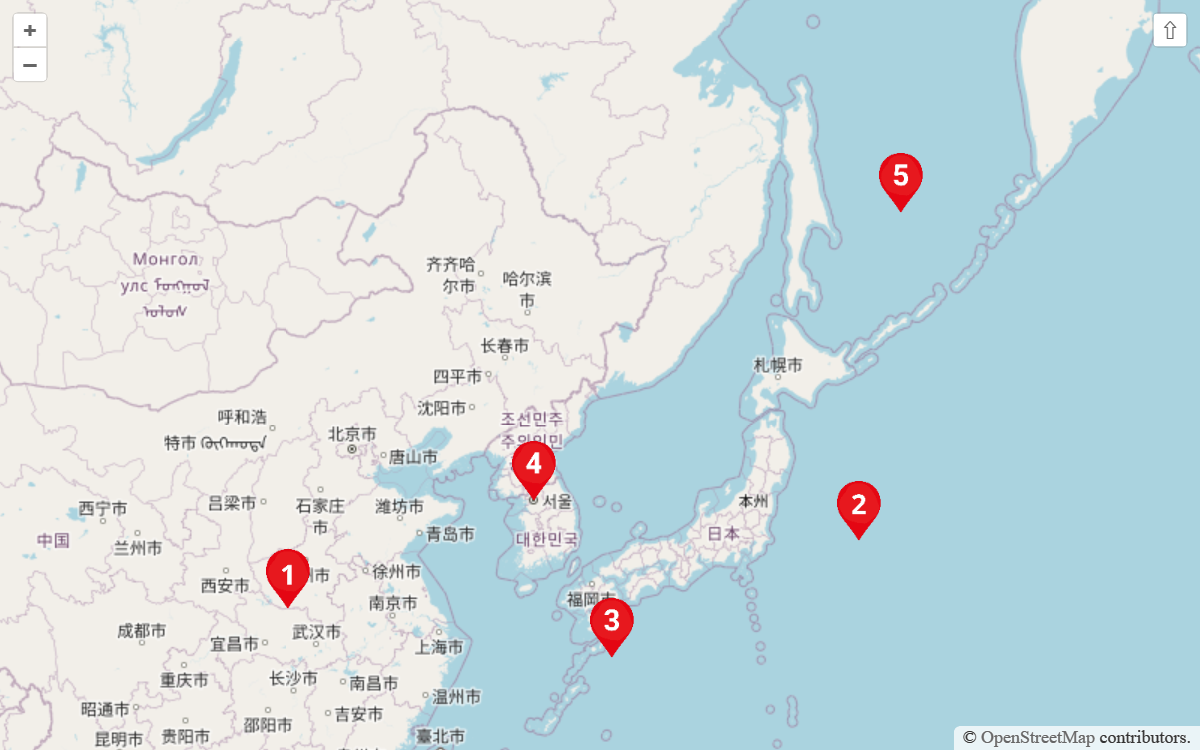 +
−
⇧
5
Монгол
улс
齐齐哈
尔市
哈尔滨
市
长春市
四平市
札幌市
沈阳市
조선민주
주의인민
呼和浩
特市
北京市
唐山市
4
서울
吕梁市
石家庄
市
潍坊市
2
本州
西宁市
青岛市
中国
兰州市
대한민국
日本
1
州市
徐州市
西安市
南京市
福岡市
3
成都市
武汉市
宜昌市
上海市
重庆市
长沙市
南昌市
温州市
昭通市
吉安市
邵阳市
贵阳市
昆明市
臺北市
© OpenStreetMap contributors.